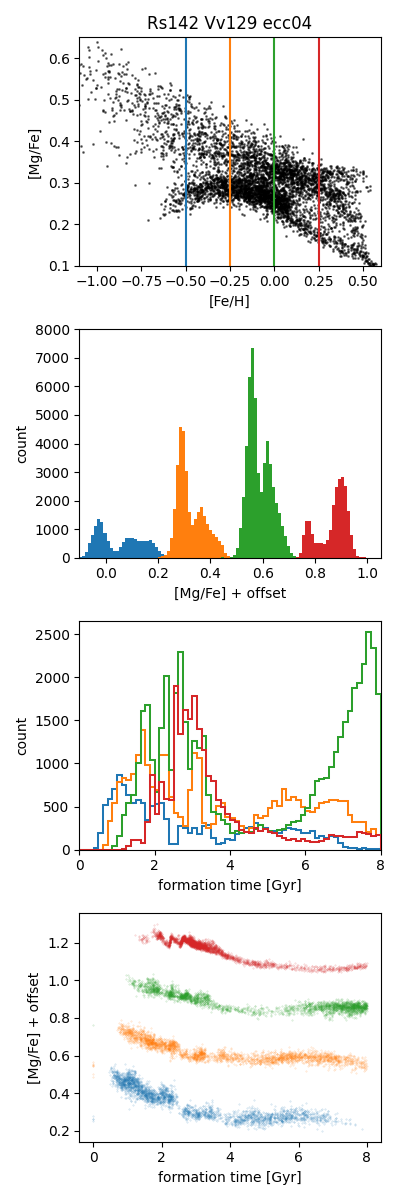 Rs142 Vv129 ecc04
0.6
0.5
0.4
0.3
0.2
0.1
[Mg/Fe]
−1.00 −0.75 −0.50 −0.25 0.00 0.25 0.50
[Fe/H]
8000
7000
6000
5000
4000
3000
2000
1000
0
count
0.0 0.2 0.4 0.6 0.8 1.0
[Mg/Fe] + offset
2500
2000
1500
1000
500
0
count
0 2 4 6 8
formation time [Gyr]
1.2
1.0
0.8
0.6
0.4
0.2
[Mg/Fe] + offset
0 2 4 6 8
formation time [Gyr]